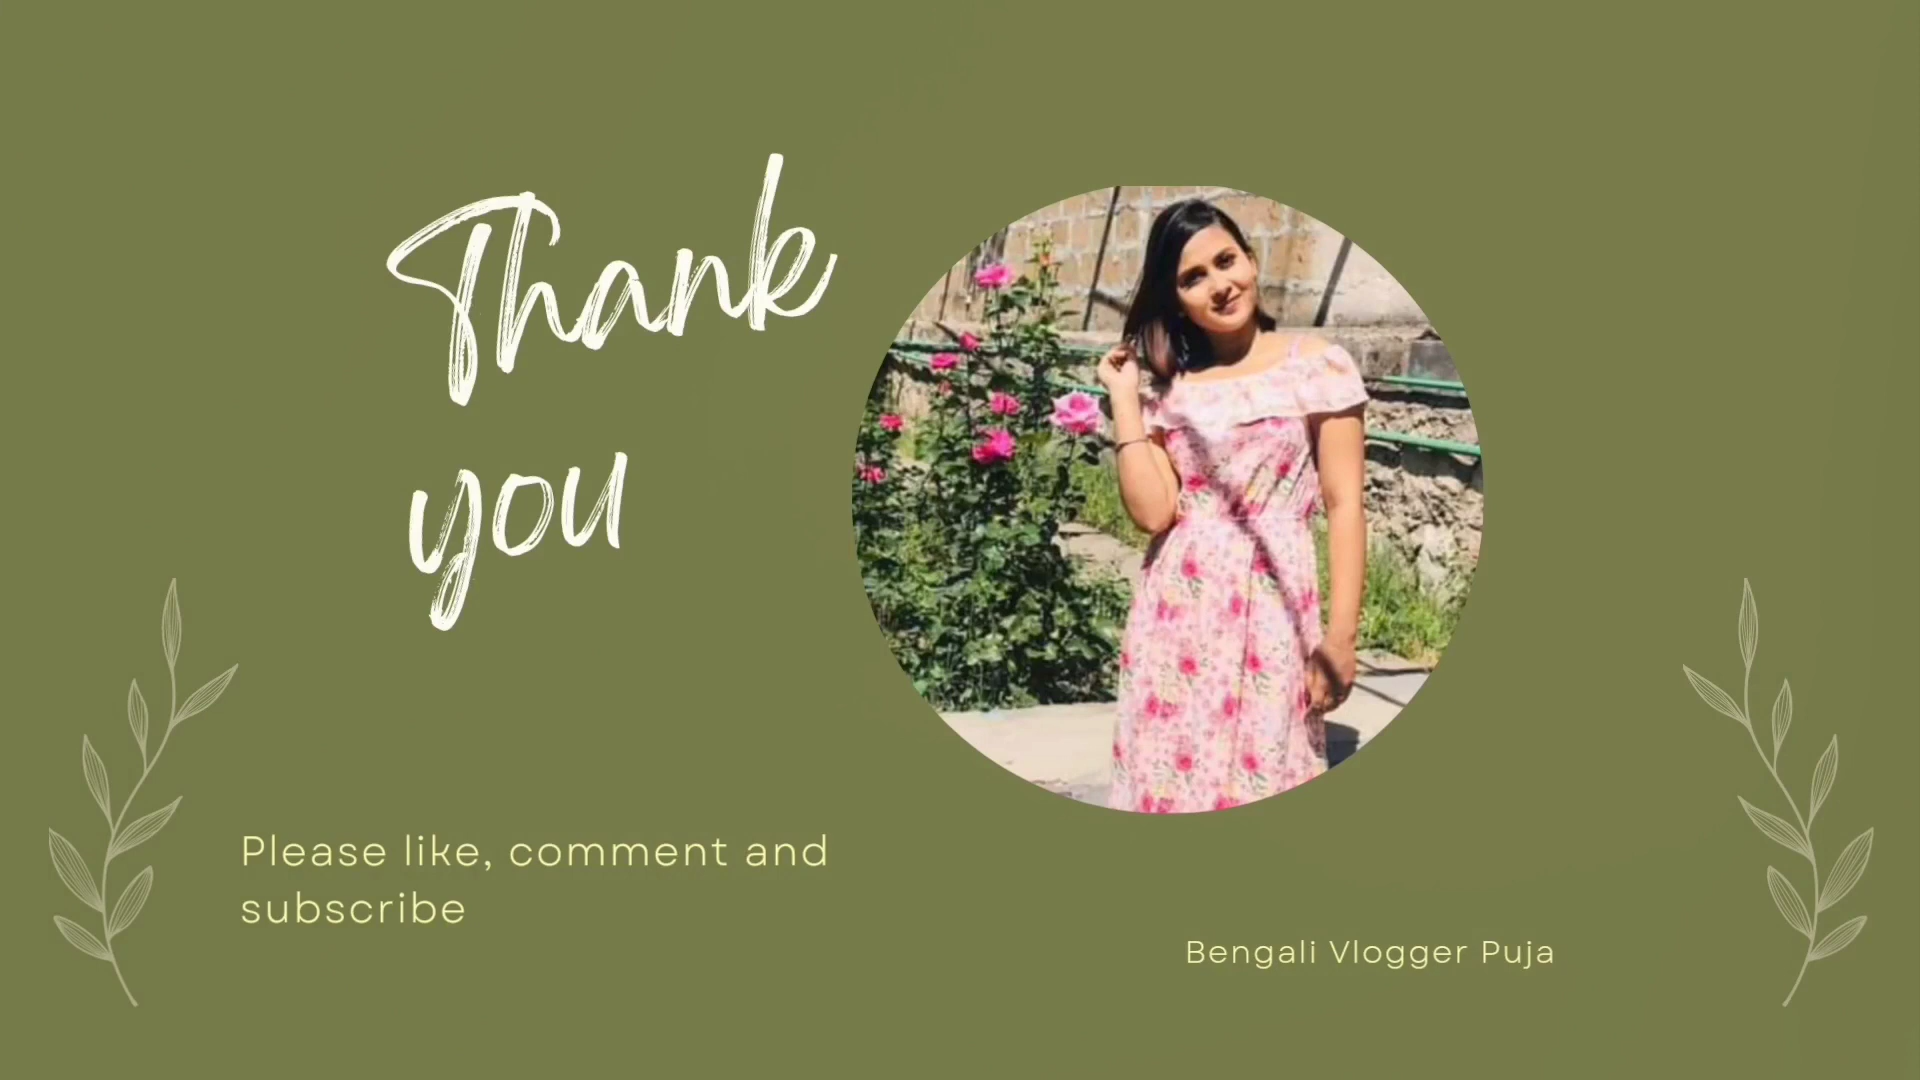 Thank
you
Please like, comment and
subscribe
Bengali Vlogger Puja